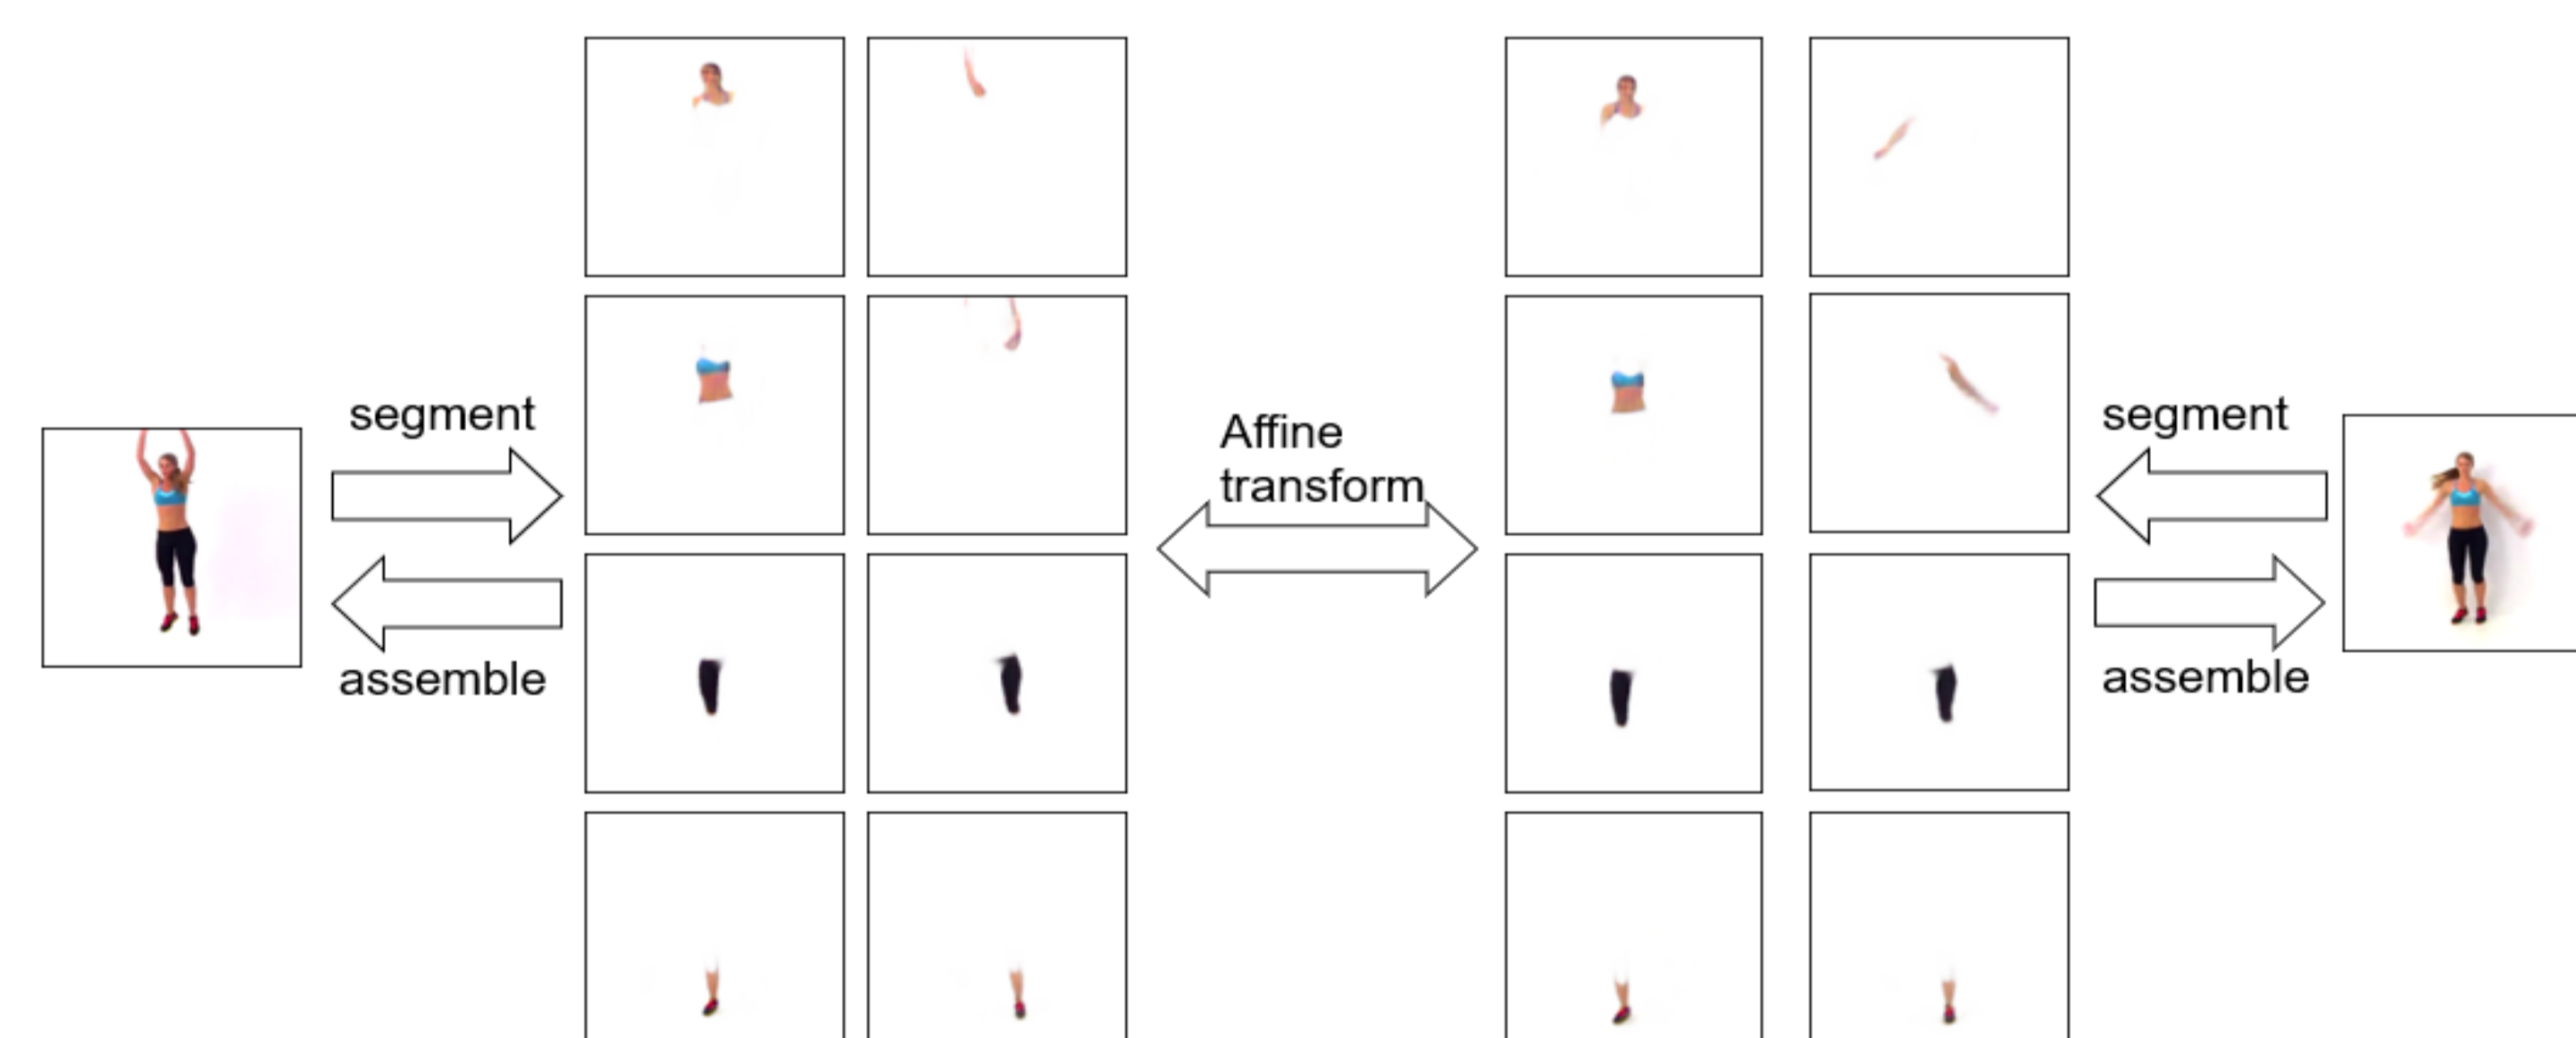 segment
assemble
Affine
transform
segment
assemble